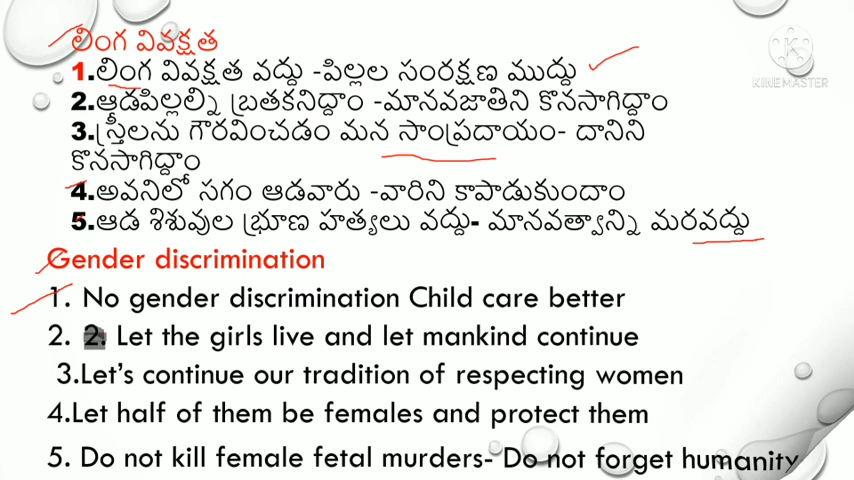 లింగ వివక్షత
1.లింగ వివక్షత వద్దు -పిల్లల సంరక్షణ ముద్దు
2.ఆడపిల్లల్ని బ్రతకనిద్దాం -మానవజాతిని కొనసాగిద్దాం
3.స్త్రీలను గౌరవించడం మన సాంప్రదాయం- దానిని
కొనసాగిద్దాం
4.అవనిలో సగం ఆడవారు -వారిని కాపాడుకుందాం
5.ఆడ శిశువుల భ్రూణ హత్యలు వద్దు- మానవత్వాన్ని మరవద్దు
Gender discrimination
1. No gender discrimination Child care better
2. 2. Let the girls live and let mankind continue
3.Let's continue our tradition of respecting women
4.Let half of them be females and protect them
5. Do not kill female fetal murders- Do not forget humanity
KINEMASTER